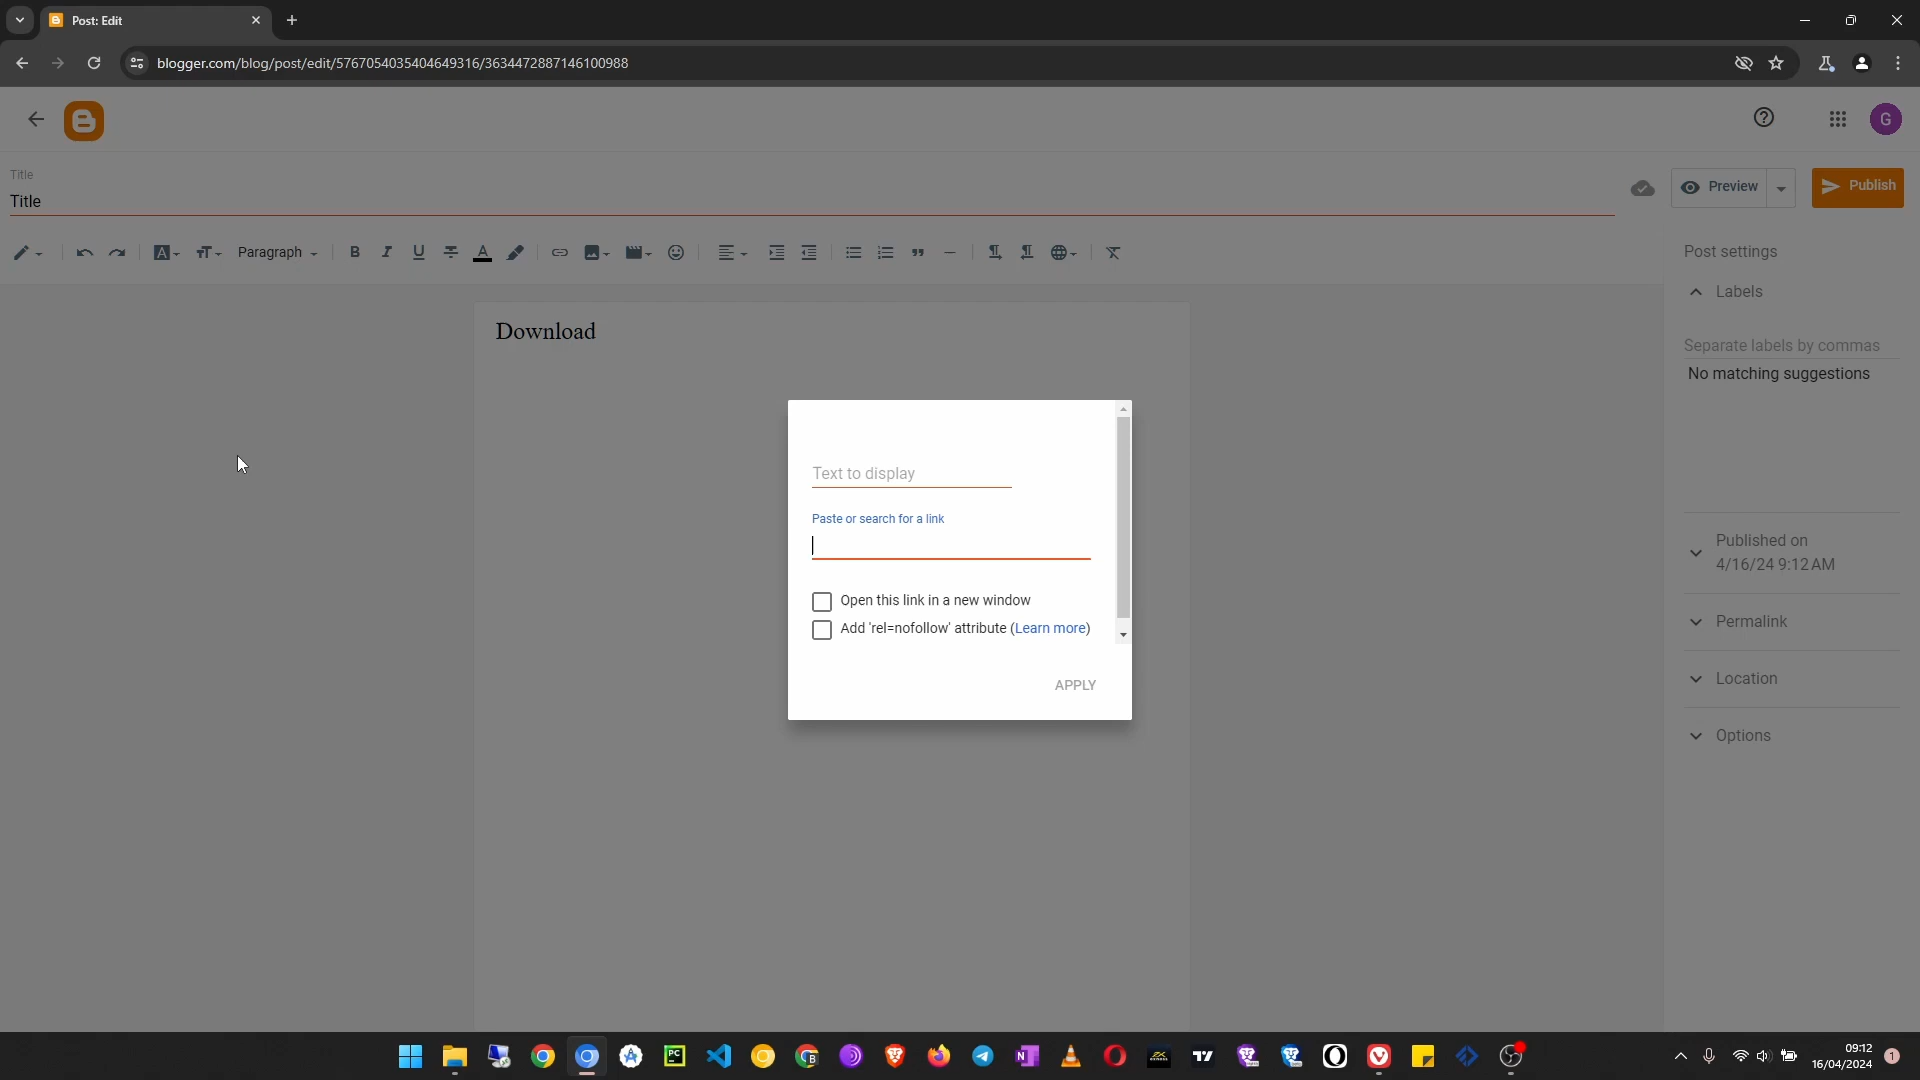 Post: Edit
blogger.com/blog/post/edit/5767054035404649316/3634472887146100988
G
Title
Title
Preview
Publish
Paragraph
Post settings
Labels
Separate labels by commas
No matching suggestions
Download
Text to display
Paste or search for a link
Open this link in a new window
Add 'rel=nofollow' attribute (Learn more)
APPLY
Published on
4/16/24 9:12 AM
Permalink
Location
Options
09:12
16/04/2024
1